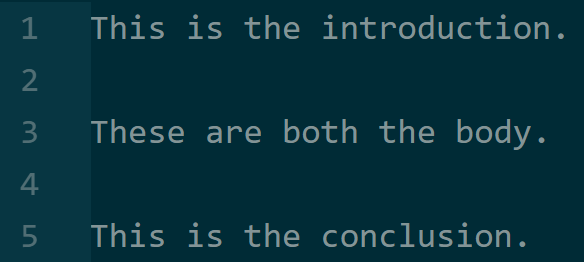 1 This is the introduction.
2
3 These are both the body.
4
5 This is the conclusion.